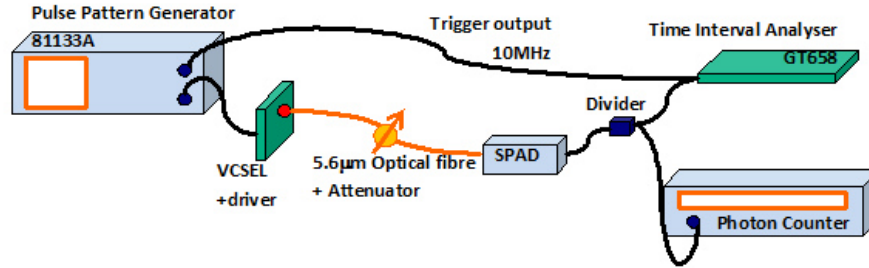 Pulse Pattern Generator
81133A
Trigger output
10MHz
Time Interval Analyser
GT658
Divider
VCSEL
+driver
5.6µm Optical fibre
+ Attenuator
SPAD
Photon Counter